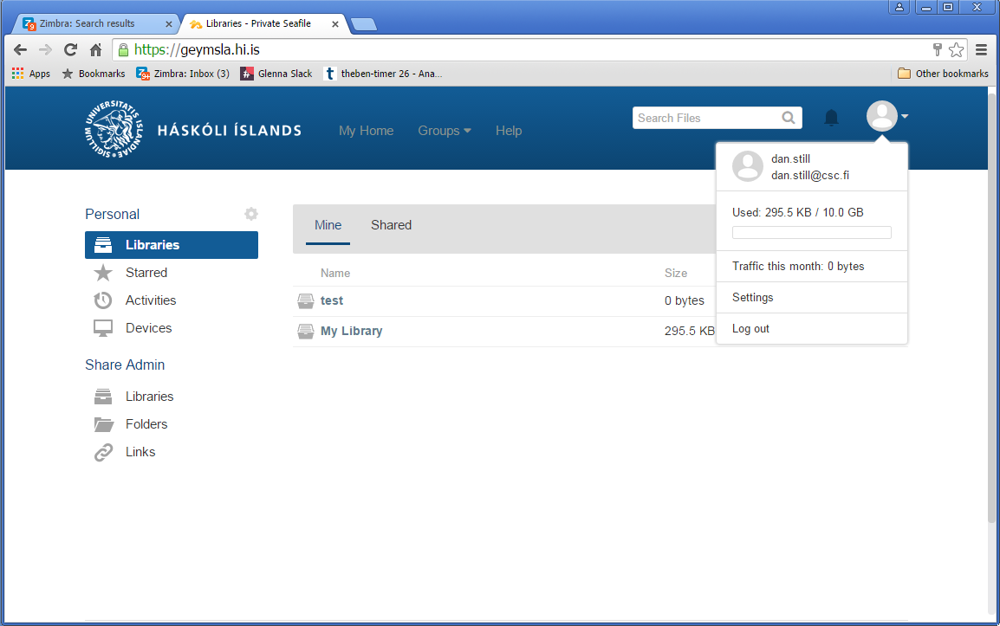 Zimbra: Search results
Libraries - Private Seafile
https://geymsla.hi.is
Apps
Bookmarks
Zimbra: Inbox (3)
Glenna Slack
theben-timer 26 - Ana...
Other bookmarks
SIGILLUM UNIVERSITATIS ISLANDIAE
HÁSKÓLI ÍSLANDS
My Home
Groups
Help
Search Files
dan.still
dan.still@csc.fi
Used: 295.5 KB / 10.0 GB
Traffic this month: 0 bytes
Settings
Log out
Personal
Libraries
Starred
Activities
Devices
Share Admin
Libraries
Folders
Links
Mine Shared
Name Size
test 0 bytes
My Library 295.5 KB